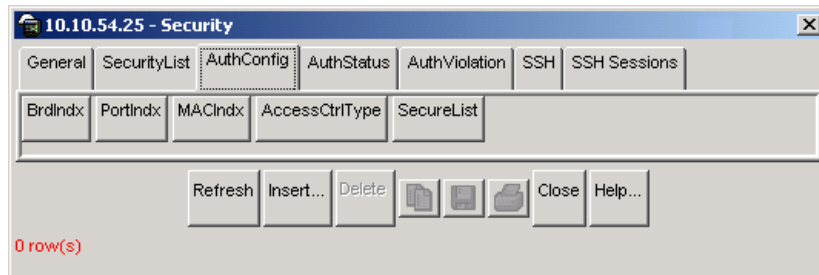 10.10.54.25 - Security
General SecurityList AuthConfig AuthStatus AuthViolation SSH SSH Sessions
BrdIndx PortIndx MACIndx AccessCtrlType SecureList
Refresh Insert... Delete Close Help...
0 row(s)